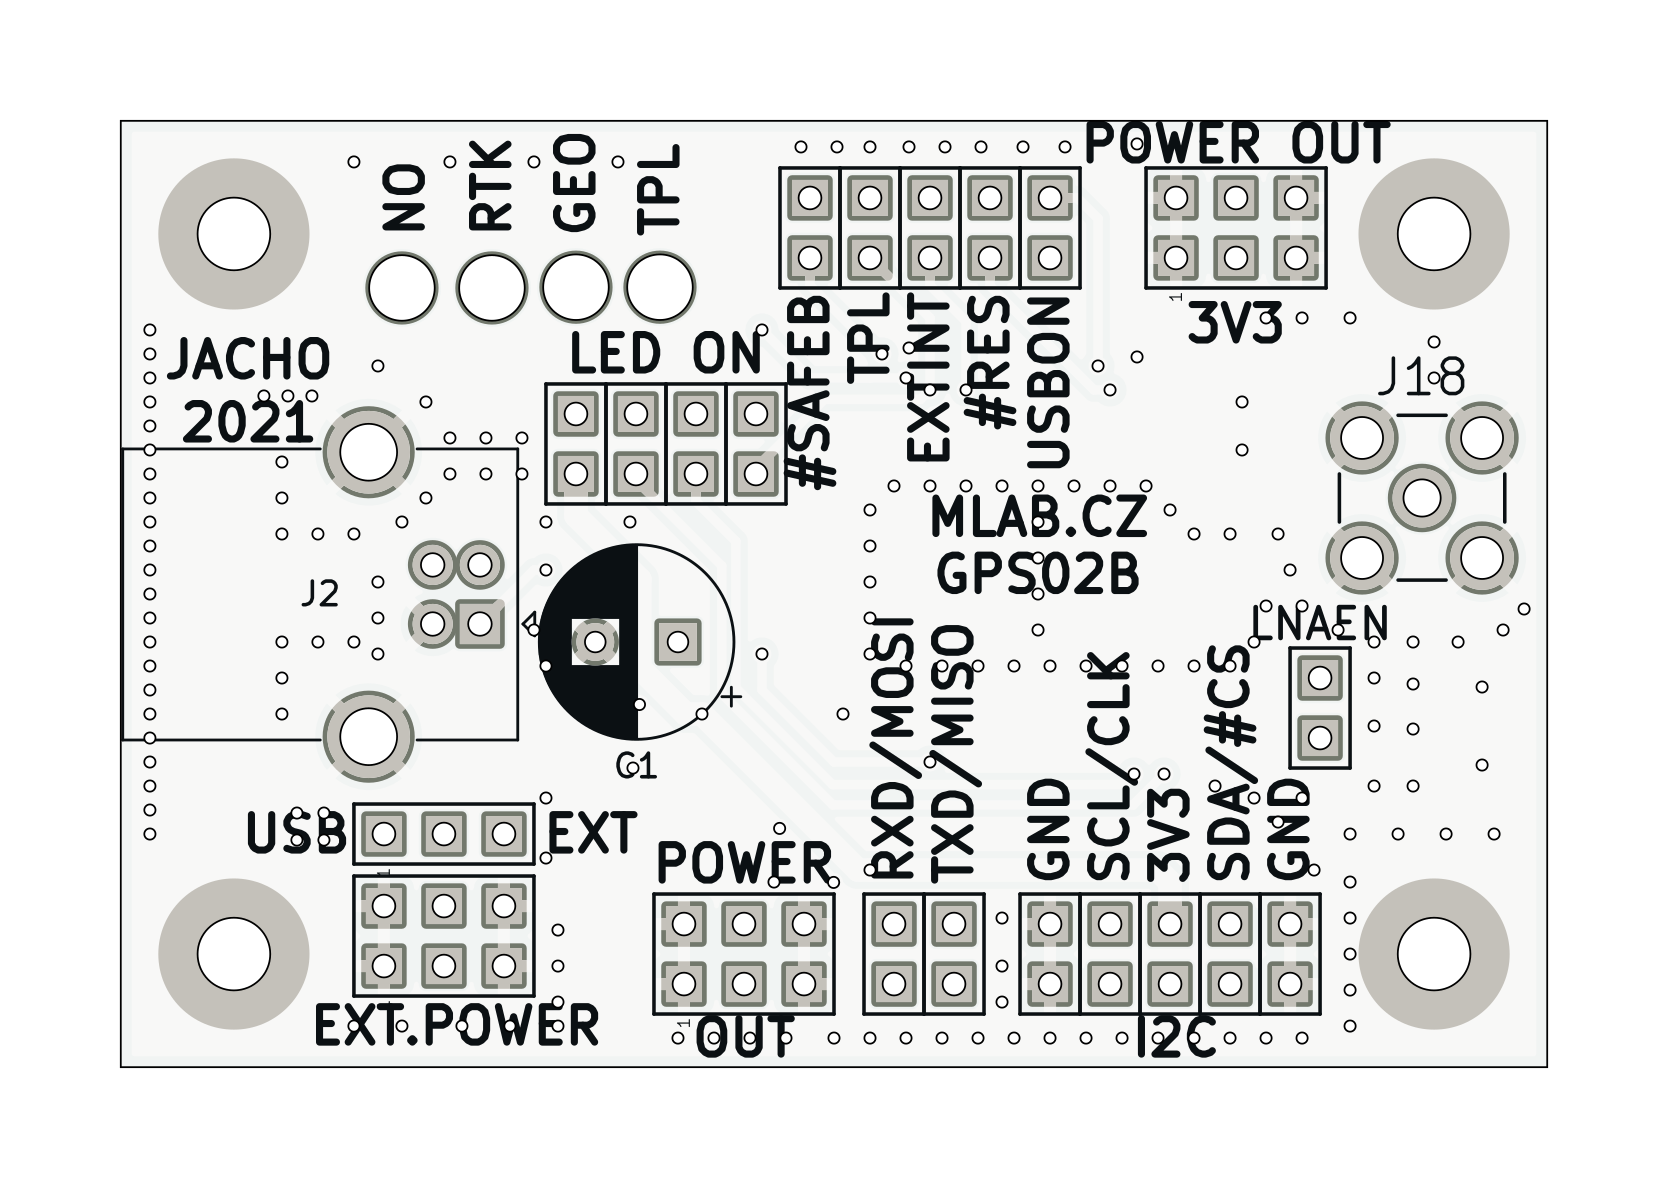 POWER OUT
NO
RTK
GEO
TPL
1
3V3
JACHO
2021
LED ON
#SAFEB
TPL
EXTINT
#RES
USBON
J18
MLAB.CZ
GPS02B
J2
1
+
C1
LNAEN
USB
EXT
1
POWER
RXD/MOSI
TXD/MISO
GND
SCL/CLK
3V3
SDA/#CS
GND
EXT.POWER
1
OUT
I2C